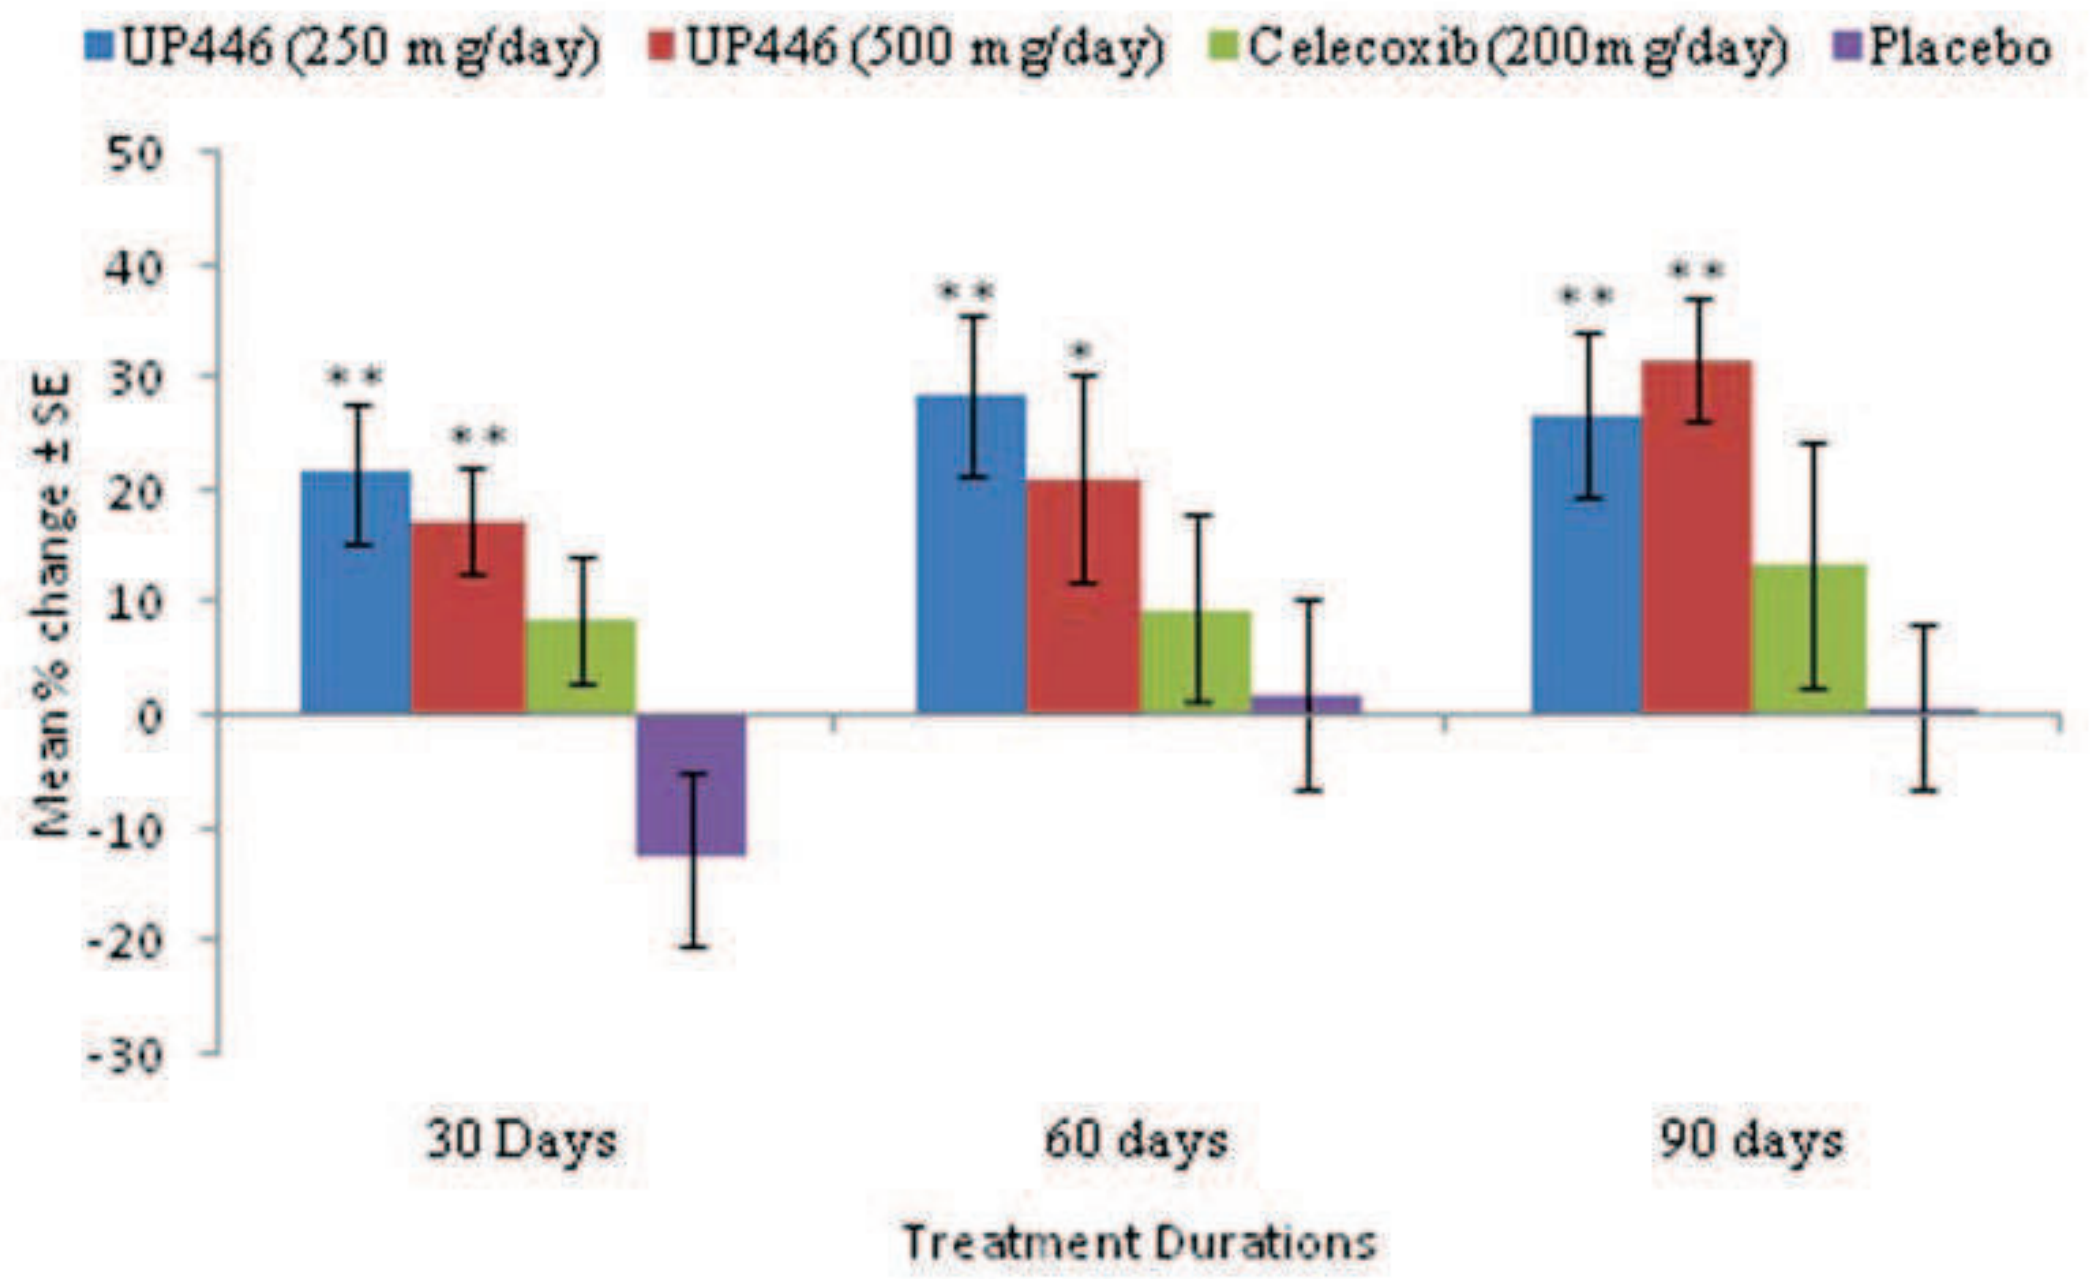 UP446 (250 mg/day) UP446 (500 mg/day) Celecoxib (200mg/day) Placebo
50
40
30
20
10
0
-10
-20
-30
Mean % change ± SE
** ** ** * ** **
30 Days 60 days 90 days
Treatment Durations